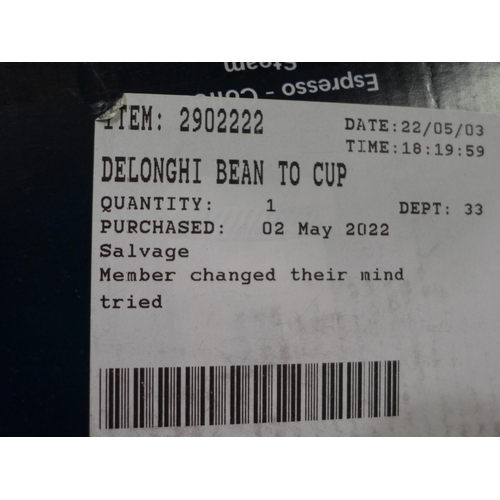 Steam
Espresso -
ITEM: 2902222
DATE:22/05/03
TIME:18:19:59
DELONGHI BEAN TO CUP
QUANTITY: 1
DEPT: 33
PURCHASED: 02 May 2022
Salvage
Member changed their mind
tried